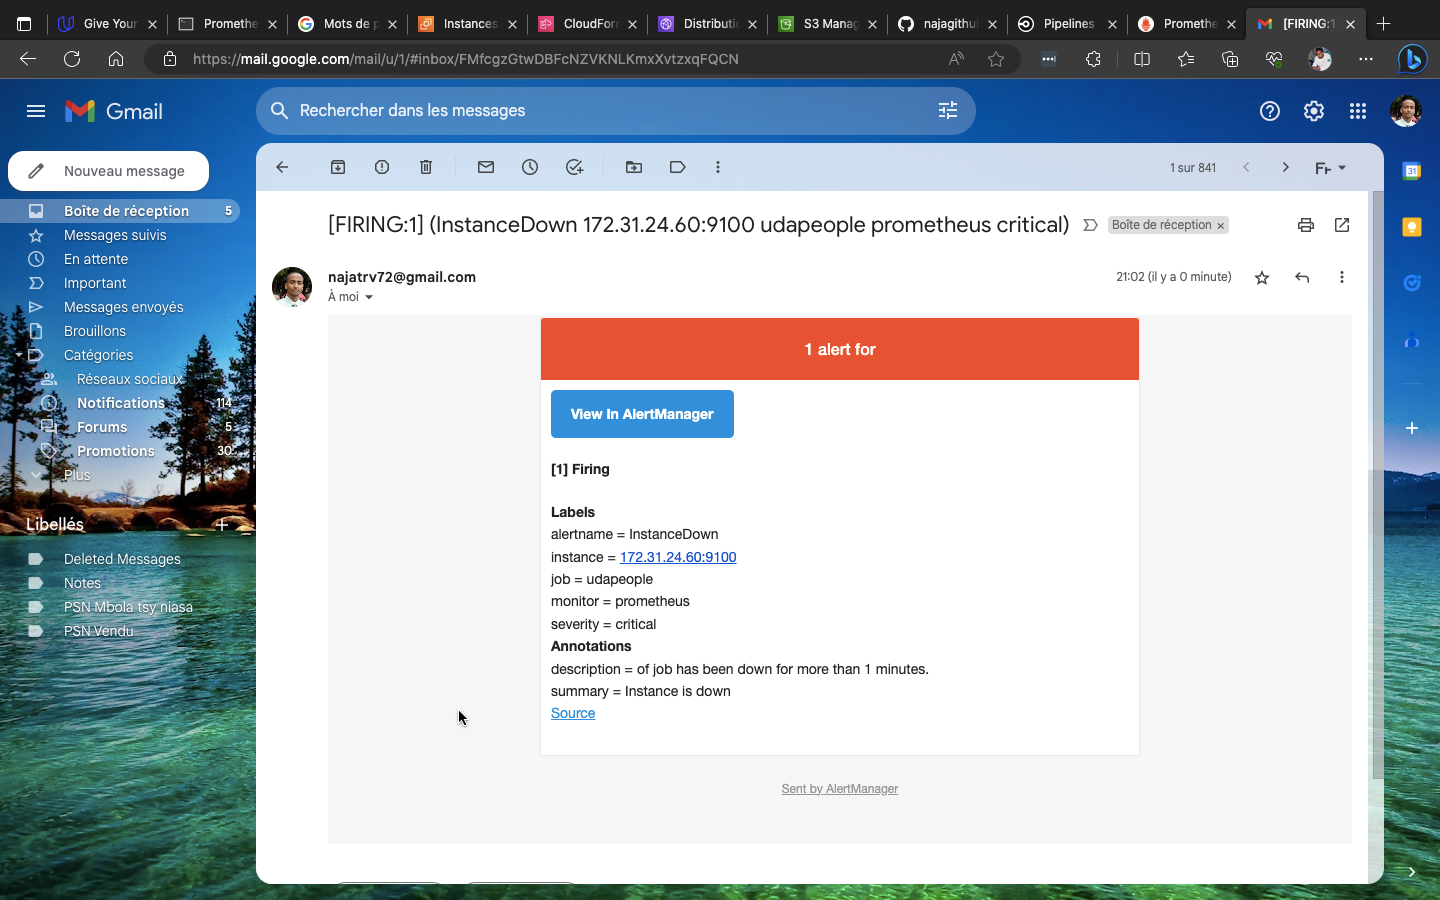 Give Your
Promethe
Mots de p
Instances
CloudFor
Distributi
S3 Manag
najagithu
Pipelines
Promethe
[FIRING:1
https://mail.google.com/mail/u/1/#inbox/FMfcgzGtwDBFcNZVKNLKmxXvtzxqFQCN
Gmail
Rechercher dans les messages
Nouveau message
Boîte de réception 5
Messages suivis
En attente
Important
Messages envoyés
Brouillons
Catégories
Réseaux sociaux
Notifications 114
Forums 5
Promotions 30
Plus
Libellés
Deleted Messages
Notes
PSN Mbola tsy niasa
PSN Vendu
1 sur 841
[FIRING:1] (InstanceDown 172.31.24.60:9100 udapeople prometheus critical)
Boîte de réception ×
najatrv72@gmail.com
21:02 (il y a 0 minute)
À moi
1 alert for
View In AlertManager
[1] Firing
Labels
alertname = InstanceDown
instance = 172.31.24.60:9100
job = udapeople
monitor = prometheus
severity = critical
Annotations
description = of job has been down for more than 1 minutes.
summary = Instance is down
Source
Sent by AlertManager
31